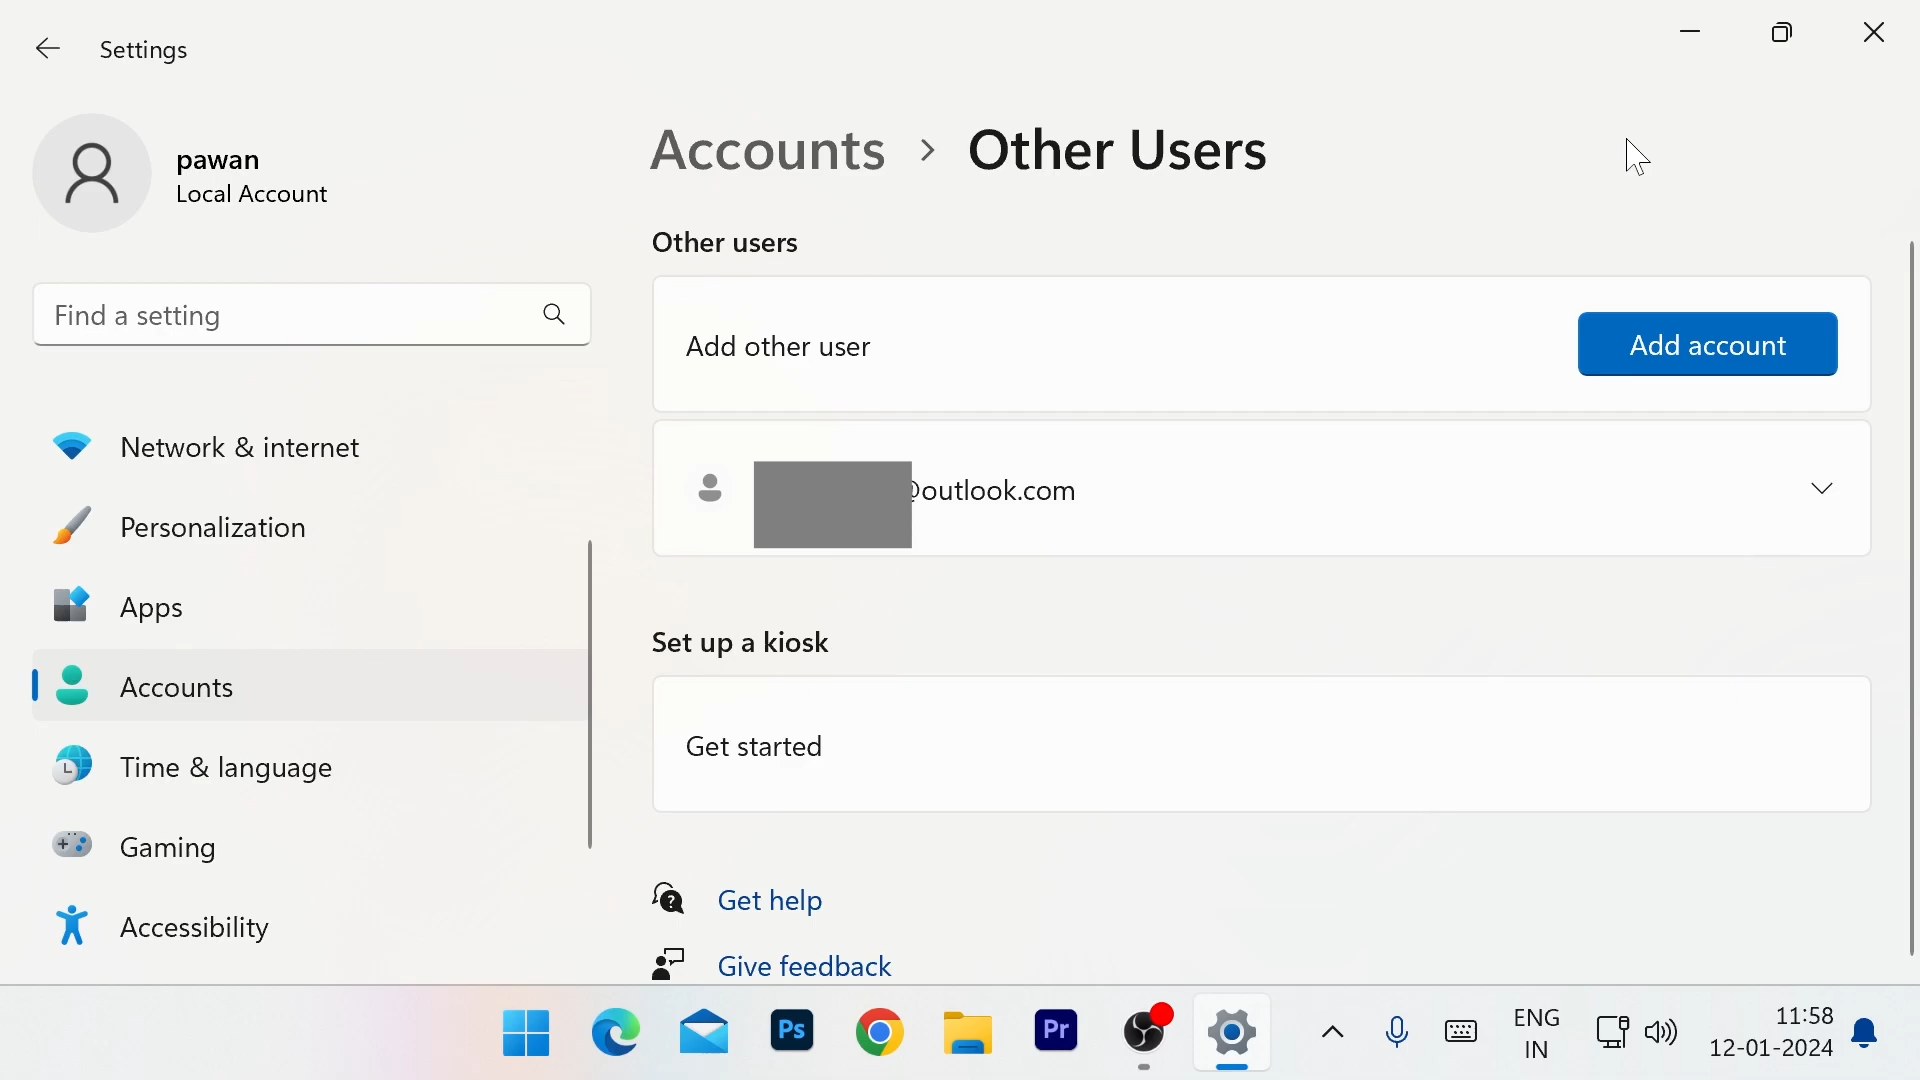 Settings
pawan
Local Account
Find a setting
Network & internet
Personalization
Apps
Accounts
Time & language
Gaming
Accessibility
Accounts > Other Users
Other users
Add other user
Add account
@outlook.com
Set up a kiosk
Get started
Get help
Give feedback
Ps
Pr
ENG
IN
11:58
12-01-2024